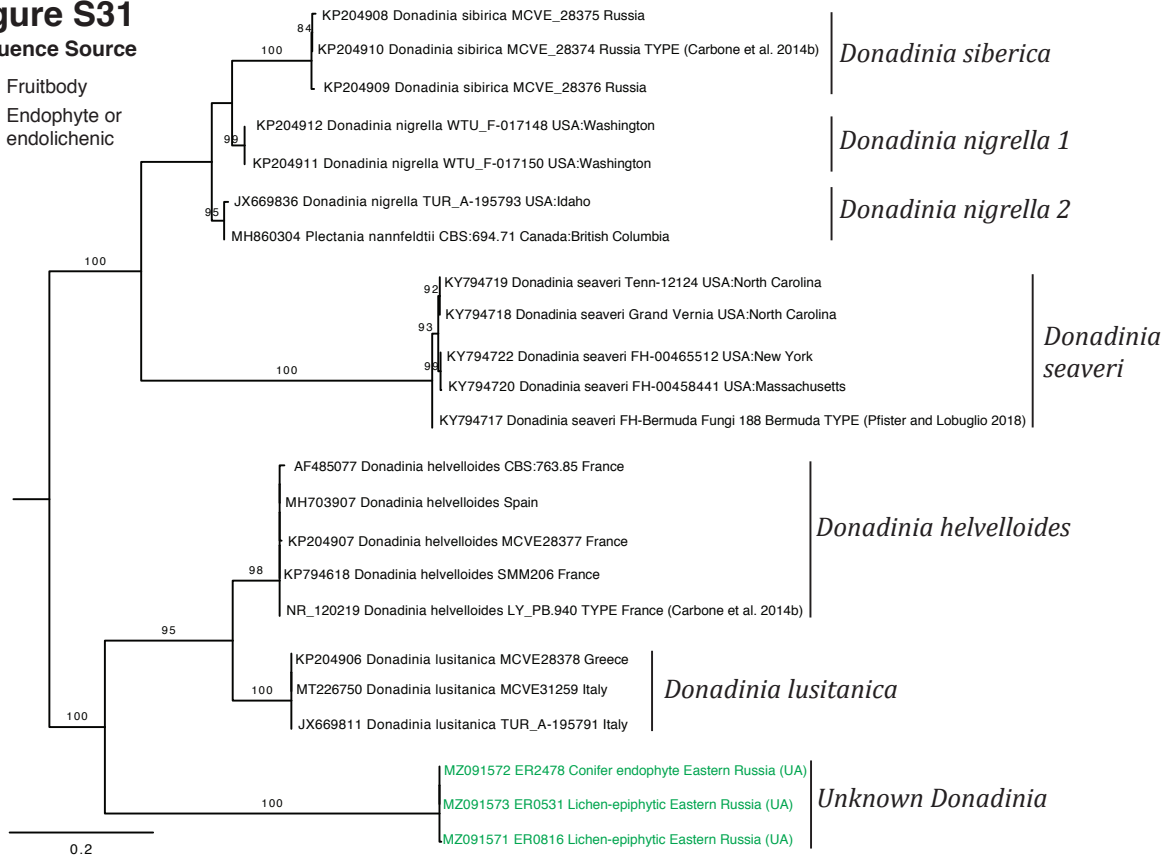 gure S31
uence Source
Fruitbody
Endophyte or
endolichenic
KP204908 Donadinia sibirica MCVE_28375 Russia
84
100
KP204910 Donadinia sibirica MCVE_28374 Russia TYPE (Carbone et al. 2014b)
Donadinia siberica
KP204909 Donadinia sibirica MCVE_28376 Russia
KP204912 Donadinia nigrella WTU_F-017148 USA:Washington
99
Donadinia nigrella 1
KP204911 Donadinia nigrella WTU_F-017150 USA:Washington
JX669836 Donadinia nigrella TUR_A-195793 USA:Idaho
95
Donadinia nigrella 2
MH860304 Plectania nannfeldtii CBS:694.71 Canada:British Columbia
100
KY794719 Donadinia seaveri Tenn-12124 USA:North Carolina
92
KY794718 Donadinia seaveri Grand Vernia USA:North Carolina
93
Donadinia
seaveri
KY794722 Donadinia seaveri FH-00465512 USA:New York
99
100
KY794720 Donadinia seaveri FH-00458441 USA:Massachusetts
KY794717 Donadinia seaveri FH-Bermuda Fungi 188 Bermuda TYPE (Pfister and Lobuglio 2018)
AF485077 Donadinia helvelloides CBS:763.85 France
MH703907 Donadinia helvelloides Spain
Donadinia helvelloides
KP204907 Donadinia helvelloides MCVE28377 France
98
KP794618 Donadinia helvelloides SMM206 France
NR_120219 Donadinia helvelloides LY_PB.940 TYPE France (Carbone et al. 2014b)
95
KP204906 Donadinia lusitanica MCVE28378 Greece
100
MT226750 Donadinia lusitanica MCVE31259 Italy
Donadinia lusitanica
JX669811 Donadinia lusitanica TUR_A-195791 Italy
100
MZ091572 ER2478 Conifer endophyte Eastern Russia (UA)
100
MZ091573 ER0531 Lichen-epiphytic Eastern Russia (UA)
Unknown Donadinia
MZ091571 ER0816 Lichen-epiphytic Eastern Russia (UA)
0.2